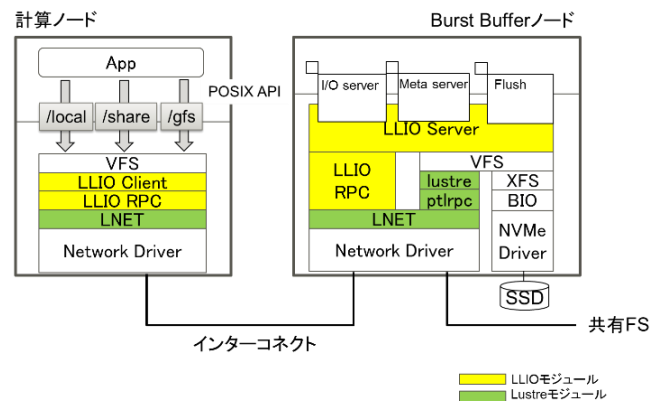 計算ノード
Burst Bufferノード
App
POSIX API
/local /share /gfs
VFS
LLIO Client
LLIO RPC
LNET
Network Driver
I/O server
Meta server
Flush
LLIO Server
LLIO
RPC
VFS
lustre
ptlrpc
XFS
BIO
LNET
Network Driver
NVMe
Driver
SSD
インターコネクト
共有FS
LLIOモジュール
Lustreモジュール